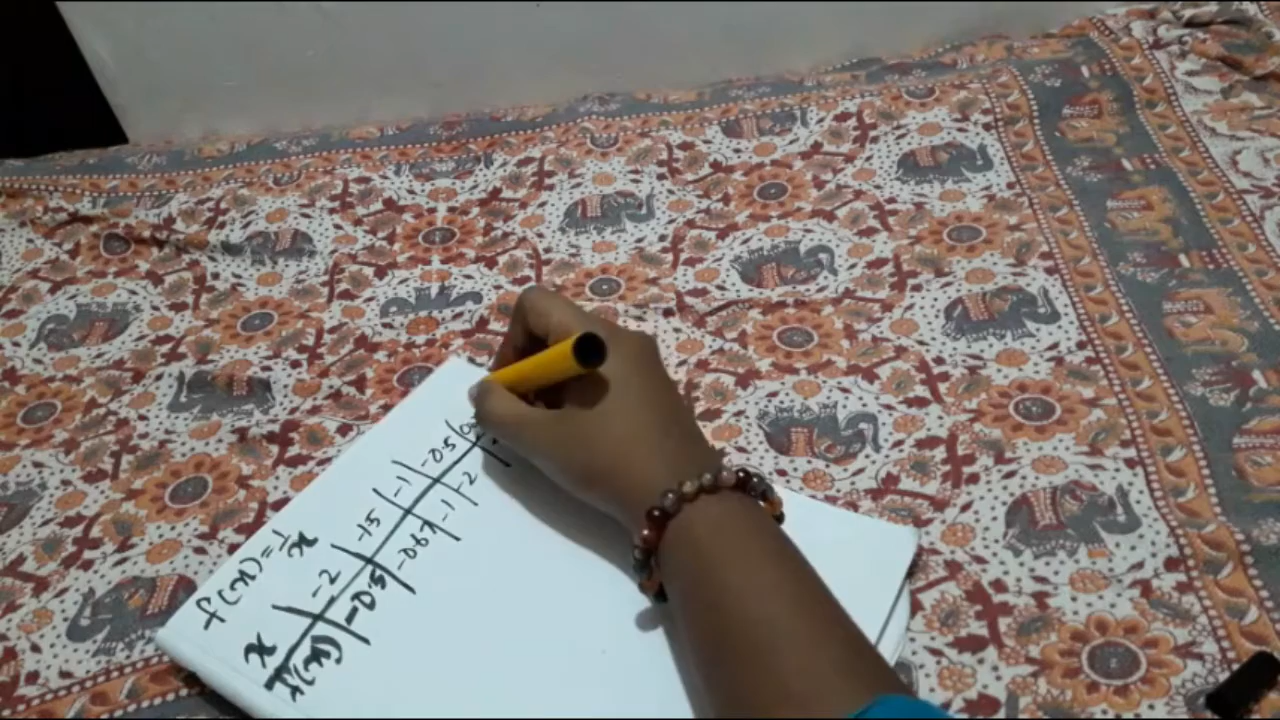 f(x) = 1/x
x | -2 | -1.5 | -1 | -0.5 |
f(x) | -0.5 | -0.67 | -1 | -2 |